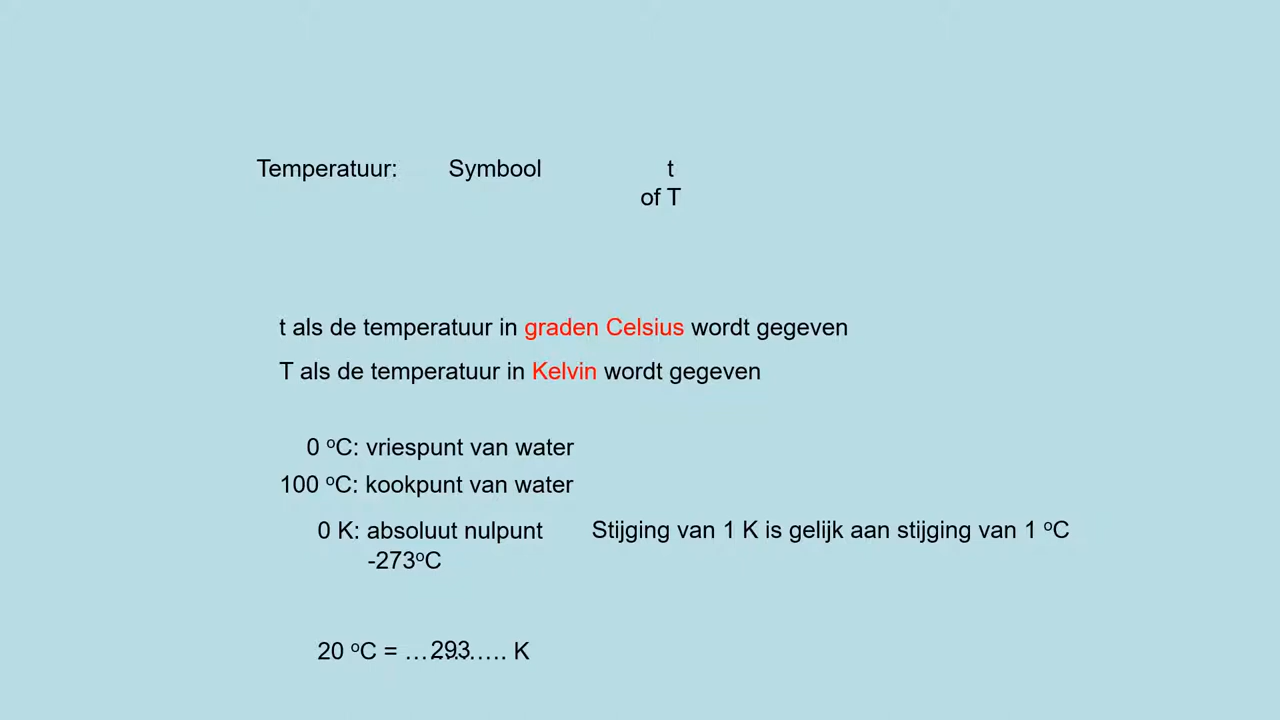 Temperatuur: Symbool t
of T
t als de temperatuur in graden Celsius wordt gegeven
T als de temperatuur in Kelvin wordt gegeven
0 ºC: vriespunt van water
100 ºC: kookpunt van water
0 K: absoluut nulpunt Stijging van 1 K is gelijk aan stijging van 1 ºC
-273ºC
20 ºC = …293….. K